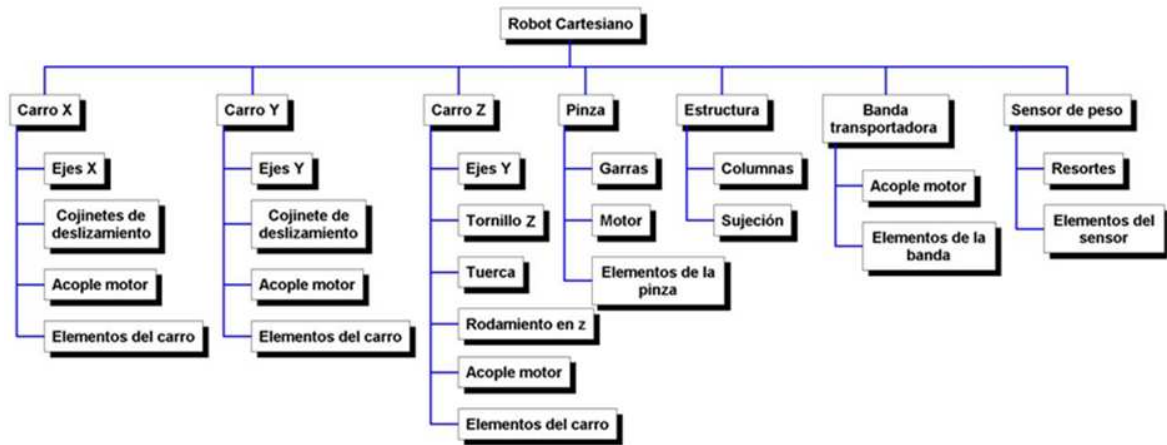 Robot Cartesiano
Carro X
Carro Y
Carro Z
Pinza
Estructura
Banda
transportadora
Sensor de peso
Ejes X
Cojinetes de
deslizamiento
Acople motor
Elementos del carro
Ejes Y
Cojinete de
deslizamiento
Acople motor
Elementos del carro
Ejes Y
Tornillo Z
Tuerca
Rodamiento en z
Acople motor
Elementos del carro
Garras
Motor
Elementos de la
pinza
Columnas
Sujeción
Acople motor
Elementos de la
banda
Resortes
Elementos del
sensor